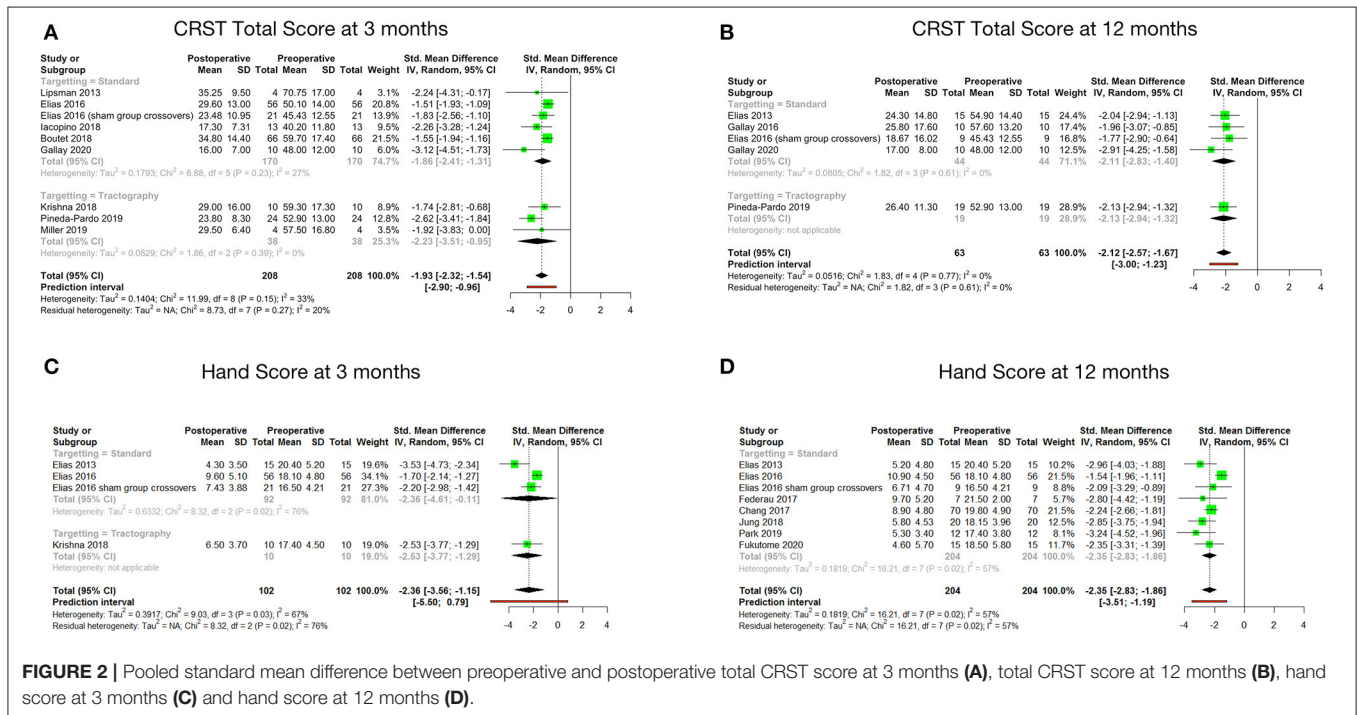 A CRST Total Score at 3 months
Study or Postoperative Preoperative Std. Mean Difference Std. Mean Difference
Subgroup Mean SD Total Mean SD Total Weight IV, Random, 95% CI IV, Random, 95% CI
Targetting = Standard
Lipsman 2013 35.25 9.50 4 70.75 17.00 4 3.1% -2.24 [-4.31; -0.17]
Elias 2016 29.60 13.00 56 50.10 14.00 56 20.8% -1.51 [-1.93; -1.09]
Elias 2016 (sham group crossovers) 23.48 10.95 21 45.43 12.55 21 13.9% -1.83 [-2.56; -1.10]
Iacopino 2018 17.30 7.31 13 40.20 11.80 13 9.5% -2.26 [-3.28; -1.24]
Boutet 2018 34.80 14.40 66 59.70 17.40 66 21.5% -1.55 [-1.94; -1.16]
Gallay 2020 16.00 7.00 10 48.00 12.00 10 6.0% -3.12 [-4.51; -1.73]
Total (95% CI) 170 170 74.7% -1.86 [-2.41; -1.31]
Heterogeneity: Tau² = 0.1793; Chi² = 6.88, df = 5 (P = 0.23); I² = 27%
Targetting = Tractography
Krishna 2018 29.00 16.00 10 59.30 17.30 10 9.0% -1.74 [-2.81; -0.68]
Pineda-Pardo 2019 23.80 8.30 24 52.90 13.00 24 12.8% -2.62 [-3.41; -1.84]
Miller 2019 29.50 6.40 4 57.50 16.80 4 3.5% -1.92 [-3.83; 0.00]
Total (95% CI) 38 38 25.3% -2.23 [-3.51; -0.95]
Heterogeneity: Tau² = 0.0829; Chi² = 1.86, df = 2 (P = 0.39); I² = 0%
Total (95% CI) 208 208 100.0% -1.93 [-2.32; -1.54]
Prediction interval [-2.90; -0.96]
Heterogeneity: Tau² = 0.1404; Chi² = 11.99, df = 8 (P = 0.15); I² = 33%
Residual heterogeneity: Tau² = NA; Chi² = 8.73, df = 7 (P = 0.27); I² = 20%
-4 -2 0 2 4
B CRST Total Score at 12 months
Study or Postoperative Preoperative Std. Mean Difference Std. Mean Difference
Subgroup Mean SD Total Mean SD Total Weight IV, Random, 95% CI IV, Random, 95% CI
Targetting = Standard
Elias 2013 24.30 14.80 15 54.90 14.40 15 24.4% -2.04 [-2.94; -1.13]
Gallay 2016 25.80 17.60 10 57.60 13.20 10 17.4% -1.96 [-3.07; -0.85]
Elias 2016 (sham group crossovers) 18.67 16.02 9 45.43 12.55 9 16.8% -1.77 [-2.90; -0.64]
Gallay 2020 17.00 8.00 10 48.00 12.00 10 12.5% -2.91 [-4.25; -1.58]
Total (95% CI) 44 44 71.1% -2.11 [-2.83; -1.40]
Heterogeneity: Tau² = 0.0805; Chi² = 1.82, df = 3 (P = 0.61); I² = 0%
Targetting = Tractography
Pineda-Pardo 2019 26.40 11.30 19 52.90 13.00 19 28.9% -2.13 [-2.94; -1.32]
Total (95% CI) 19 19 28.9% -2.13 [-2.94; -1.32]
Heterogeneity: not applicable
Total (95% CI) 63 63 100.0% -2.12 [-2.57; -1.67]
Prediction interval [-3.00; -1.23]
Heterogeneity: Tau² = 0.0516; Chi² = 1.83, df = 4 (P = 0.77); I² = 0%
Residual heterogeneity: Tau² = NA; Chi² = 1.82, df = 3 (P = 0.61); I² = 0%
-4 -2 0 2 4
C Hand Score at 3 months
Study or Postoperative Preoperative Std. Mean Difference Std. Mean Difference
Subgroup Mean SD Total Mean SD Total Weight IV, Random, 95% CI IV, Random, 95% CI
Targetting = Standard
Elias 2013 4.30 3.50 15 20.40 5.20 15 19.6% -3.53 [-4.73; -2.34]
Elias 2016 9.60 5.10 56 18.10 4.80 56 34.1% -1.70 [-2.14; -1.27]
Elias 2016 sham group crossovers 7.43 3.88 21 16.50 4.21 21 27.3% -2.20 [-2.98; -1.42]
Total (95% CI) 92 92 81.0% -2.36 [-4.61; -0.11]
Heterogeneity: Tau² = 0.6332; Chi² = 8.32, df = 2 (P = 0.02); I² = 76%
Targetting = Tractography
Krishna 2018 6.50 3.70 10 17.40 4.50 10 19.0% -2.53 [-3.77; -1.29]
Total (95% CI) 10 10 19.0% -2.53 [-3.77; -1.29]
Heterogeneity: not applicable
Total (95% CI) 102 102 100.0% -2.36 [-3.56; -1.15]
Prediction interval [-5.50; 0.79]
Heterogeneity: Tau² = 0.3917; Chi² = 9.03, df = 3 (P = 0.03); I² = 67%
Residual heterogeneity: Tau² = NA; Chi² = 8.32, df = 2 (P = 0.02); I² = 76%
-4 -2 0 2 4
D Hand Score at 12 months
Study or Postoperative Preoperative Std. Mean Difference Std. Mean Difference
Subgroup Mean SD Total Mean SD Total Weight IV, Random, 95% CI IV, Random, 95% CI
Targetting = Standard
Elias 2013 5.20 4.80 15 20.40 5.20 15 10.2% -2.96 [-4.03; -1.88]
Elias 2016 10.90 4.50 56 18.10 4.80 56 21.0% -1.54 [-1.96; -1.11]
Elias 2016 sham group crossovers 6.71 4.70 9 16.50 4.21 9 8.8% -2.09 [-3.29; -0.89]
Federau 2017 9.70 5.20 7 21.50 2.00 7 5.8% -2.80 [-4.42; -1.19]
Chang 2017 8.90 4.80 70 19.80 4.90 70 21.1% -2.24 [-2.66; -1.81]
Jung 2018 5.80 4.53 20 18.15 3.96 20 12.5% -2.85 [-3.75; -1.94]
Park 2019 5.30 3.40 12 17.40 3.80 12 8.9% -3.24 [-4.52; -1.96]
Fukutome 2020 4.60 5.70 15 18.50 5.80 15 11.7% -2.35 [-3.31; -1.39]
Total (95% CI) 204 204 100.0% -2.35 [-2.83; -1.86]
Heterogeneity: Tau² = 0.1819; Chi² = 16.21, df = 7 (P = 0.02); I² = 57%
Total (95% CI) 204 204 100.0% -2.35 [-2.83; -1.86]
Prediction interval [-3.51; -1.19]
Heterogeneity: Tau² = 0.1819; Chi² = 16.21, df = 7 (P = 0.02); I² = 57%
Residual heterogeneity: Tau² = NA; Chi² = 16.21, df = 7 (P = 0.02); I² = 57%
-4 -2 0 2 4
FIGURE 2 | Pooled standard mean difference between preoperative and postoperative total CRST score at 3 months (A), total CRST score at 12 months (B), hand
score at 3 months (C) and hand score at 12 months (D).